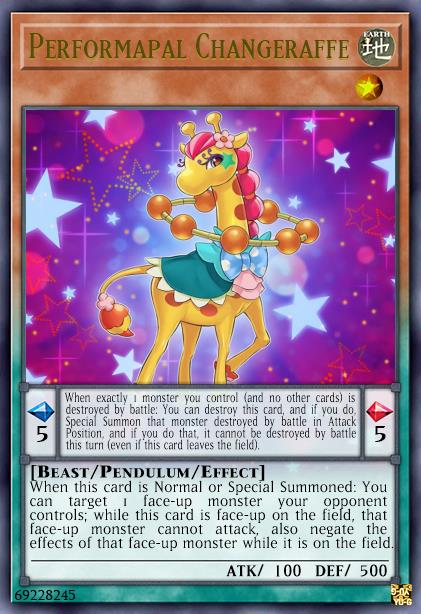 PERFORMAPAL CHANGERAFFE
EARTH
地
When exactly 1 monster you control (and no other cards) is
destroyed by battle: You can destroy this card, and if you do,
Special Summon that monster destroyed by battle in Attack
Position, and if you do that, it cannot be destroyed by battle
this turn (even if this card leaves the field).
5
5
[BEAST/PENDULUM/EFFECT]
When this card is Normal or Special Summoned: You
can target 1 face-up monster your opponent
controls; while this card is face-up on the field, that
face-up monster cannot attack, also negate the
effects of that face-up monster while it is on the field.
ATK/ 100 DEF/ 500
69228245